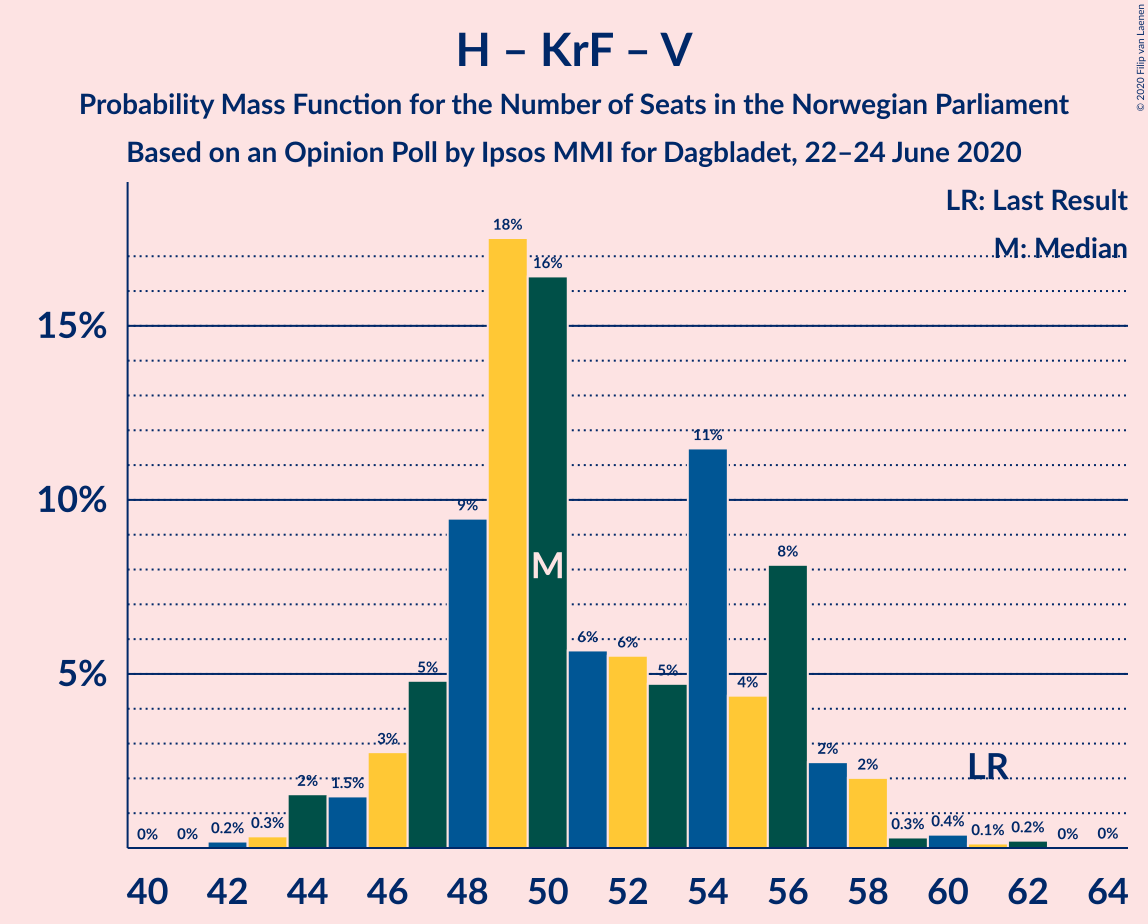 H – KrF – V
Probability Mass Function for the Number of Seats in the Norwegian Parliament
Based on an Opinion Poll by Ipsos MMI for Dagbladet, 22–24 June 2020
© 2020 Filip van Laenen
LR: Last Result
M: Median
15%
10%
5%
0% 0% 0.2% 0.3% 2% 1.5% 3% 5% 9% 18% 16% 6% 6% 5% 11% 4% 8% 2% 2% 0.3% 0.4% 0.1% 0.2% 0% 0%
M
LR
40 42 44 46 48 50 52 54 56 58 60 62 64